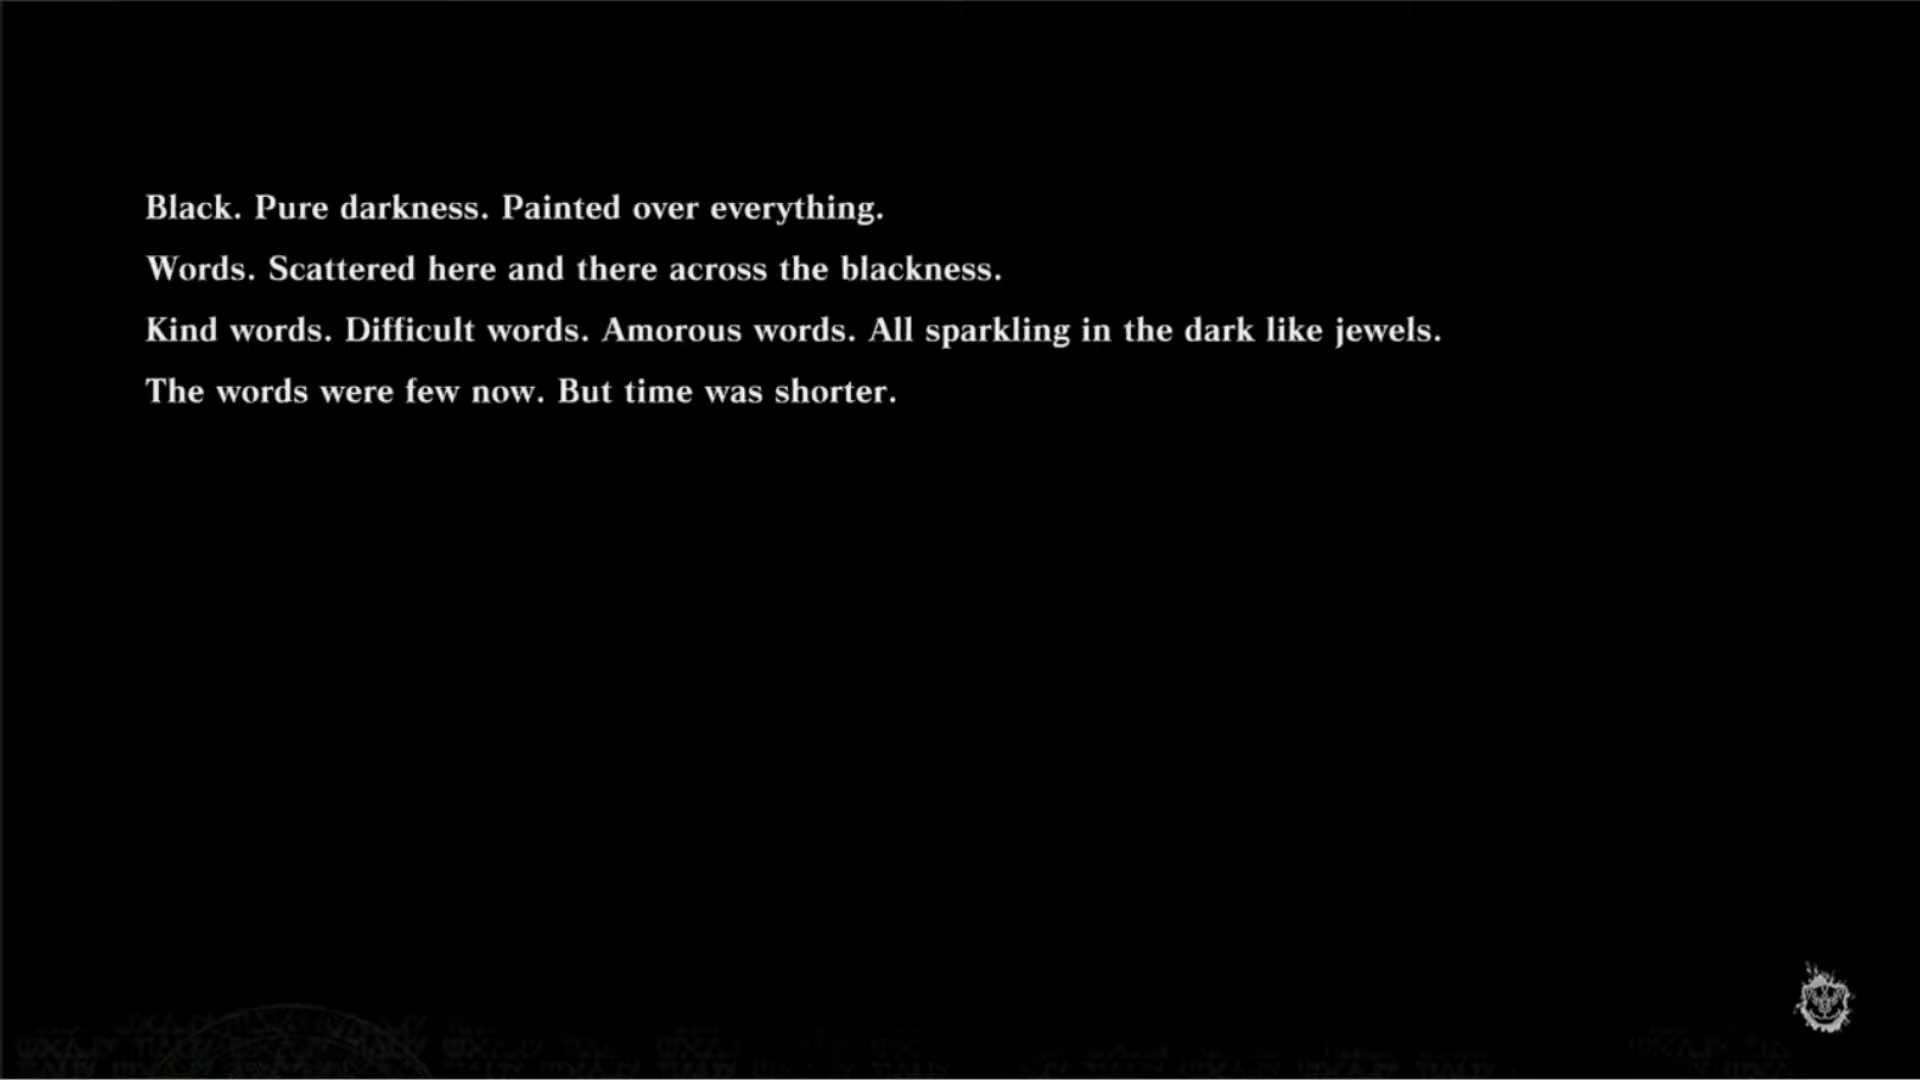 Black. Pure darkness. Painted over everything.
Words. Scattered here and there across the blackness.
Kind words. Difficult words. Amorous words. All sparkling in the dark like jewels.
The words were few now. But time was shorter.